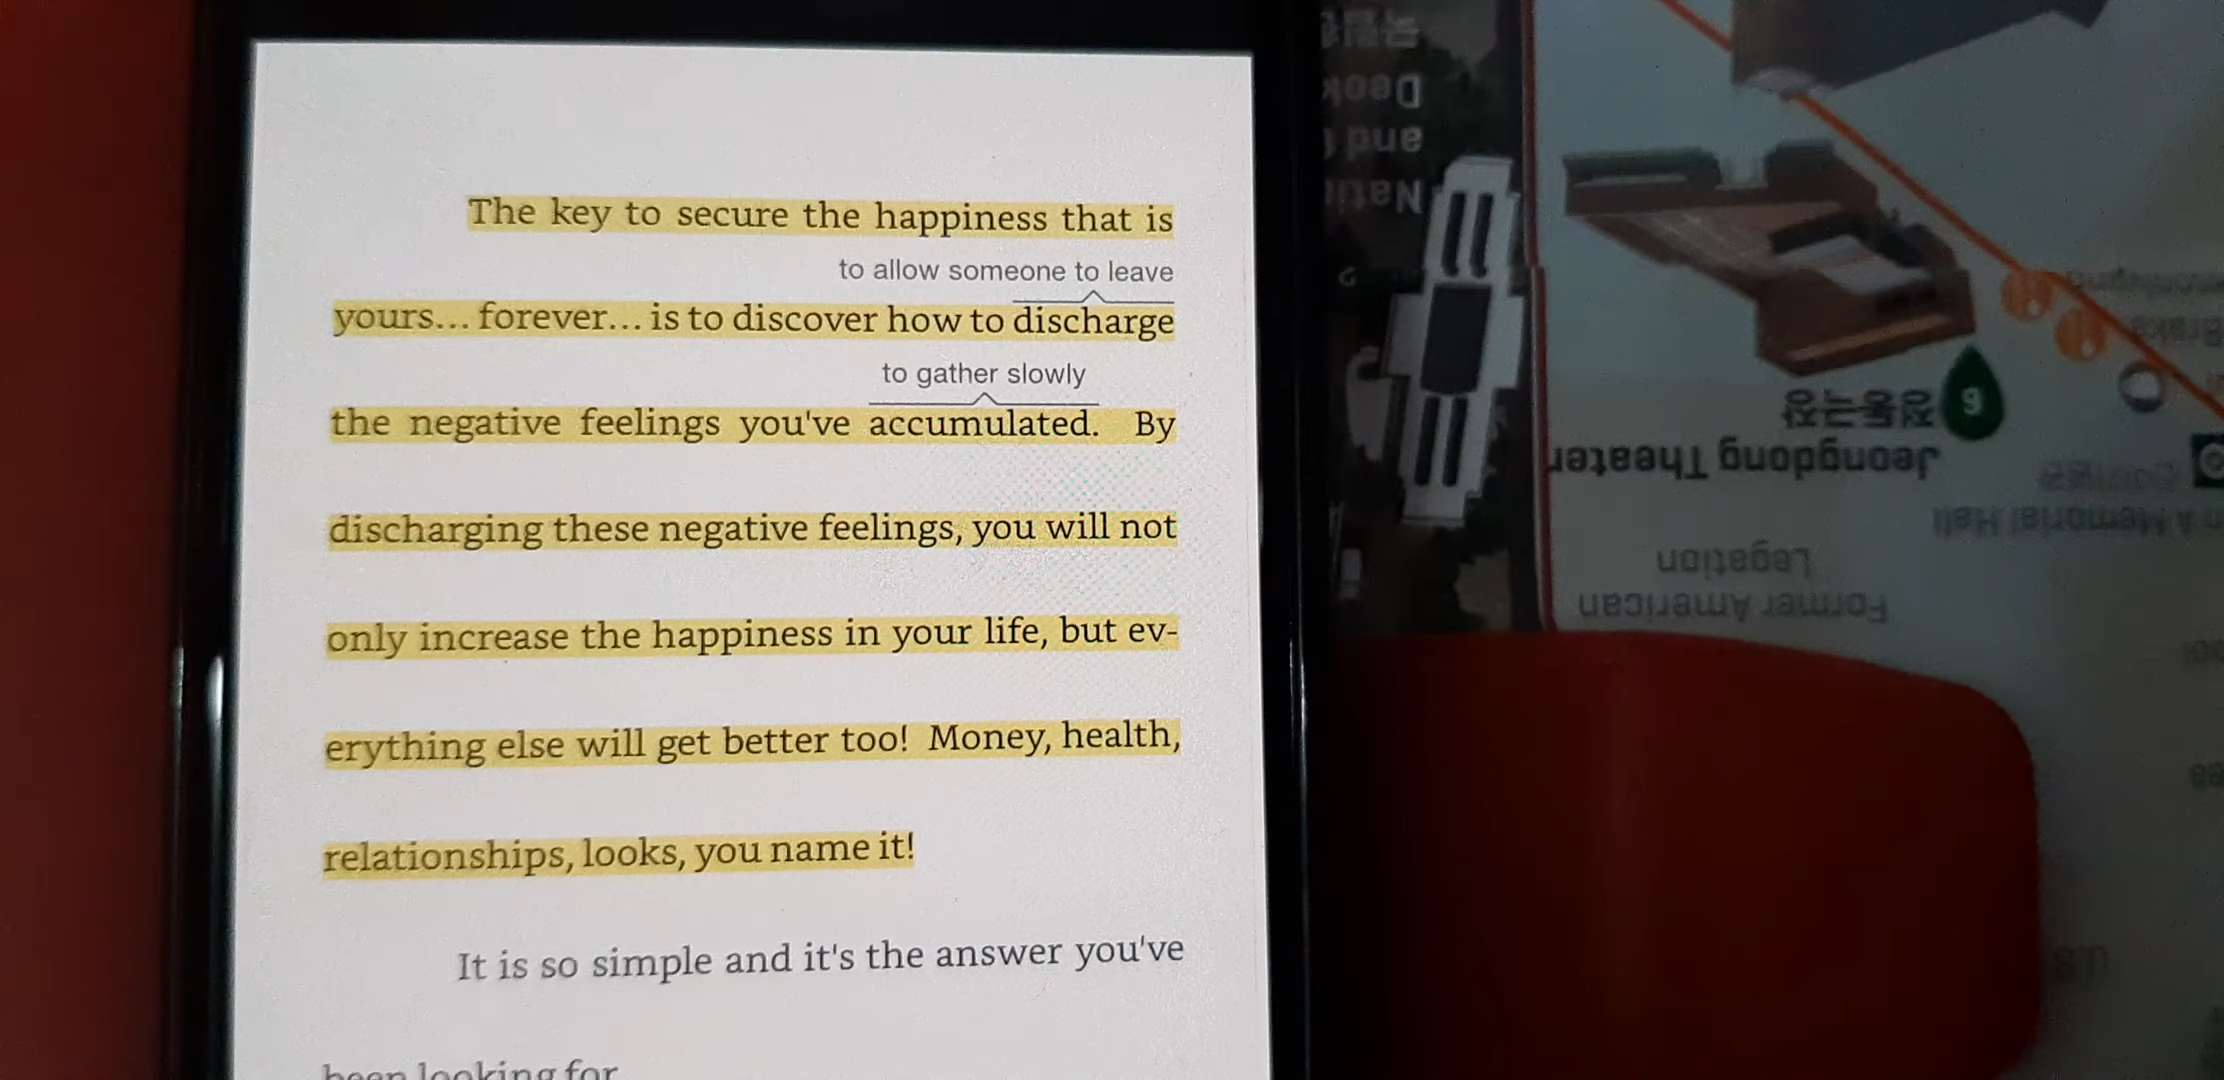 The key to secure the happiness that is
to allow someone to leave
yours... forever... is to discover how to discharge
to gather slowly
the negative feelings you've accumulated. By
discharging these negative feelings, you will not
only increase the happiness in your life, but ev-
erything else will get better too! Money, health,
relationships, looks, you name it!
It is so simple and it's the answer you've
been looking for
Former American
Legation
Memorial Hall
Jeongdong Theater
6
and